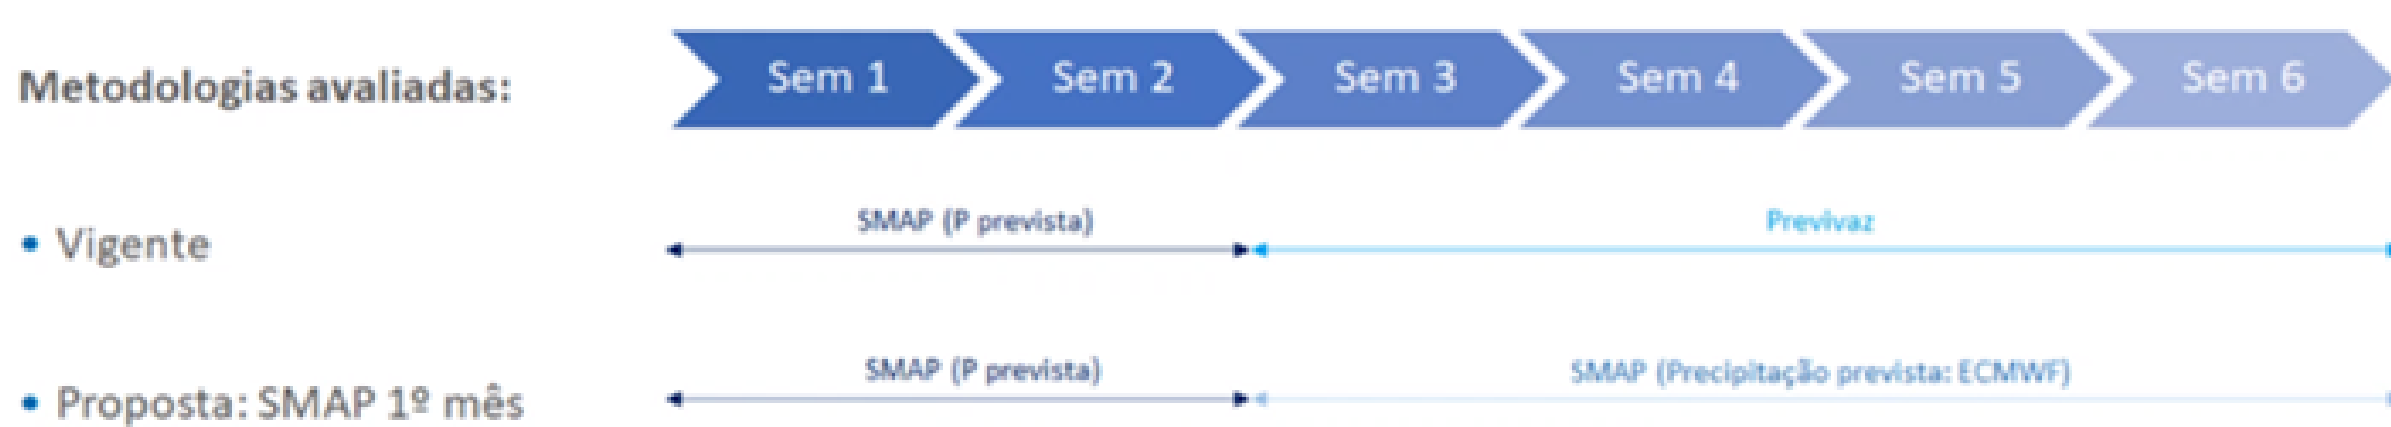 Metodologias avaliadas:
Sem 1 Sem 2 Sem 3 Sem 4 Sem 5 Sem 6
• Vigente
SMAP (P prevista) Previvaz
• Proposta: SMAP 1º mês
SMAP (P prevista) SMAP (Precipitação prevista: ECMWF)